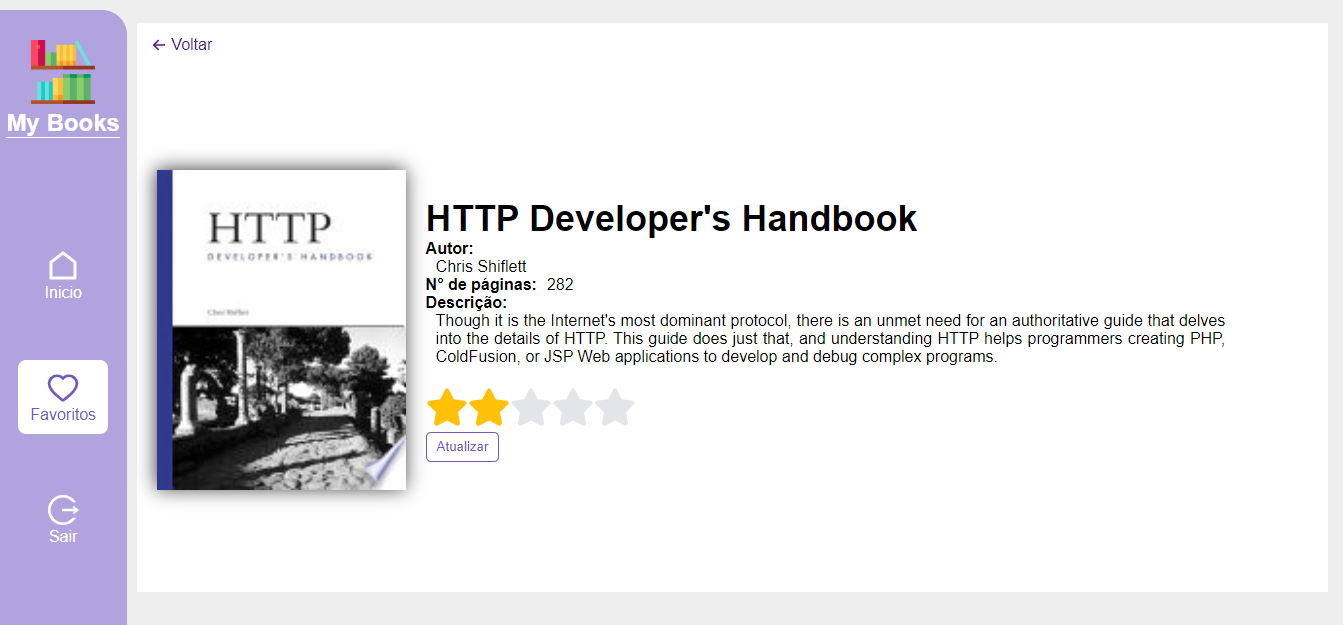 My Books
Inicio
Favoritos
Sair
← Voltar
HTTP
DEVELOPER'S HANDBOOK
Chris Shiflett
HTTP Developer's Handbook
Autor:
Chris Shiflett
N° de páginas: 282
Descrição:
Though it is the Internet's most dominant protocol, there is an unmet need for an authoritative guide that delves
into the details of HTTP. This guide does just that, and understanding HTTP helps programmers creating PHP,
ColdFusion, or JSP Web applications to develop and debug complex programs.
Atualizar